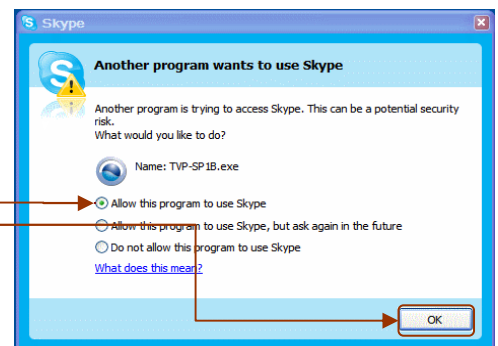 Skype
Another program wants to use Skype
Another program is trying to access Skype. This can be a potential security
risk.
What would you like to do?
Name: TVP-SP1B.exe
Allow this program to use Skype
Allow this program to use Skype, but ask again in the future
Do not allow this program to use Skype
What does this mean?
OK